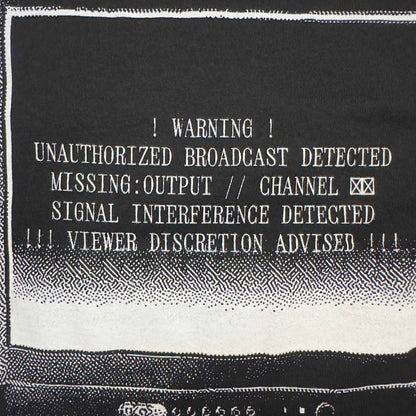 ! WARNING !
UNAUTHORIZED BROADCAST DETECTED
MISSING:OUTPUT // CHANNEL ☒☒
SIGNAL INTERFERENCE DETECTED
!!! VIEWER DISCRETION ADVISED !!!